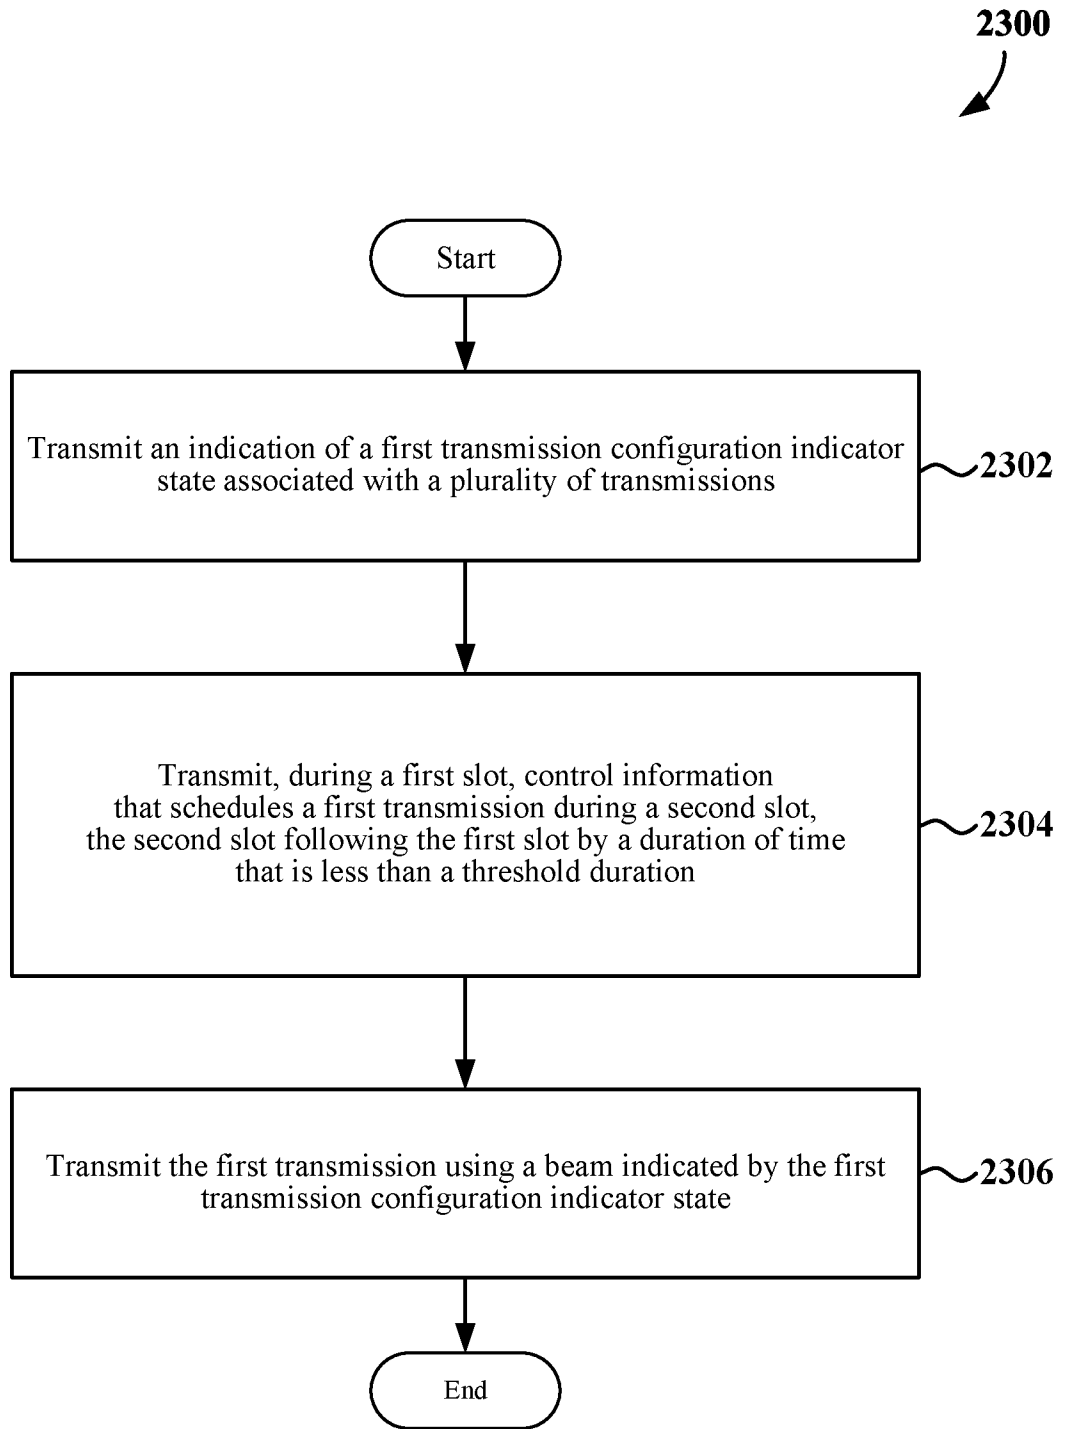 2300
Start
Transmit an indication of a first transmission configuration indicator
state associated with a plurality of transmissions
2302
Transmit, during a first slot, control information
that schedules a first transmission during a second slot,
the second slot following the first slot by a duration of time
that is less than a threshold duration
2304
Transmit the first transmission using a beam indicated by the first
transmission configuration indicator state
2306
End